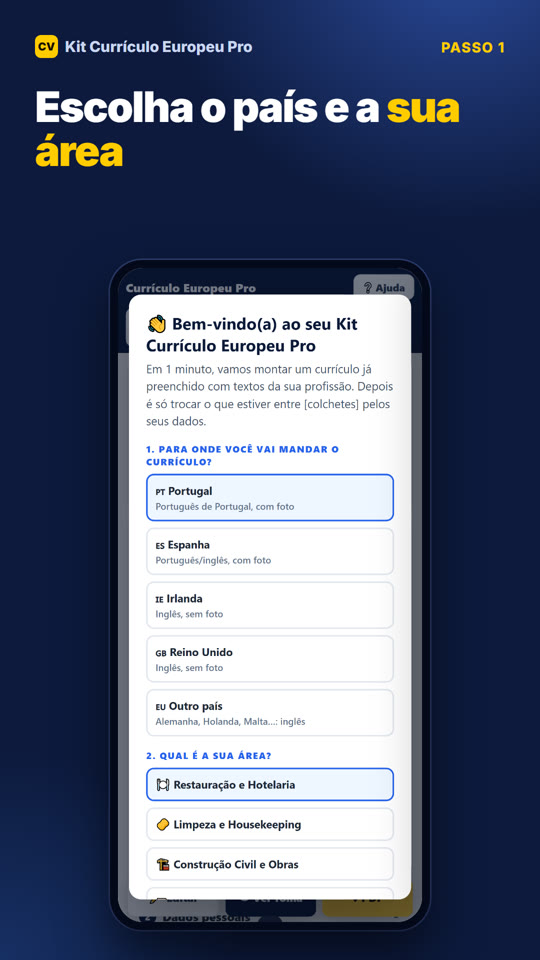 CV Kit Currículo Europeu Pro
PASSO 1
Escolha o país e a sua
área
Currículo Europeu Pro
Ajuda
Bem-vindo(a) ao seu Kit
Currículo Europeu Pro
Em 1 minuto, vamos montar um currículo já
preenchido com textos da sua profissão. Depois
é só trocar o que estiver entre [colchetes] pelos
seus dados.
1. PARA ONDE VOCÊ VAI MANDAR O
CURRÍCULO?
PT Portugal
Português de Portugal, com foto
ES Espanha
Português/inglês, com foto
IE Irlanda
Inglês, sem foto
GB Reino Unido
Inglês, sem foto
EU Outro país
Alemanha, Holanda, Malta...: inglês
2. QUAL É A SUA ÁREA?
Restauração e Hotelaria
Limpeza e Housekeeping
Construção Civil e Obras
Dados pessoais